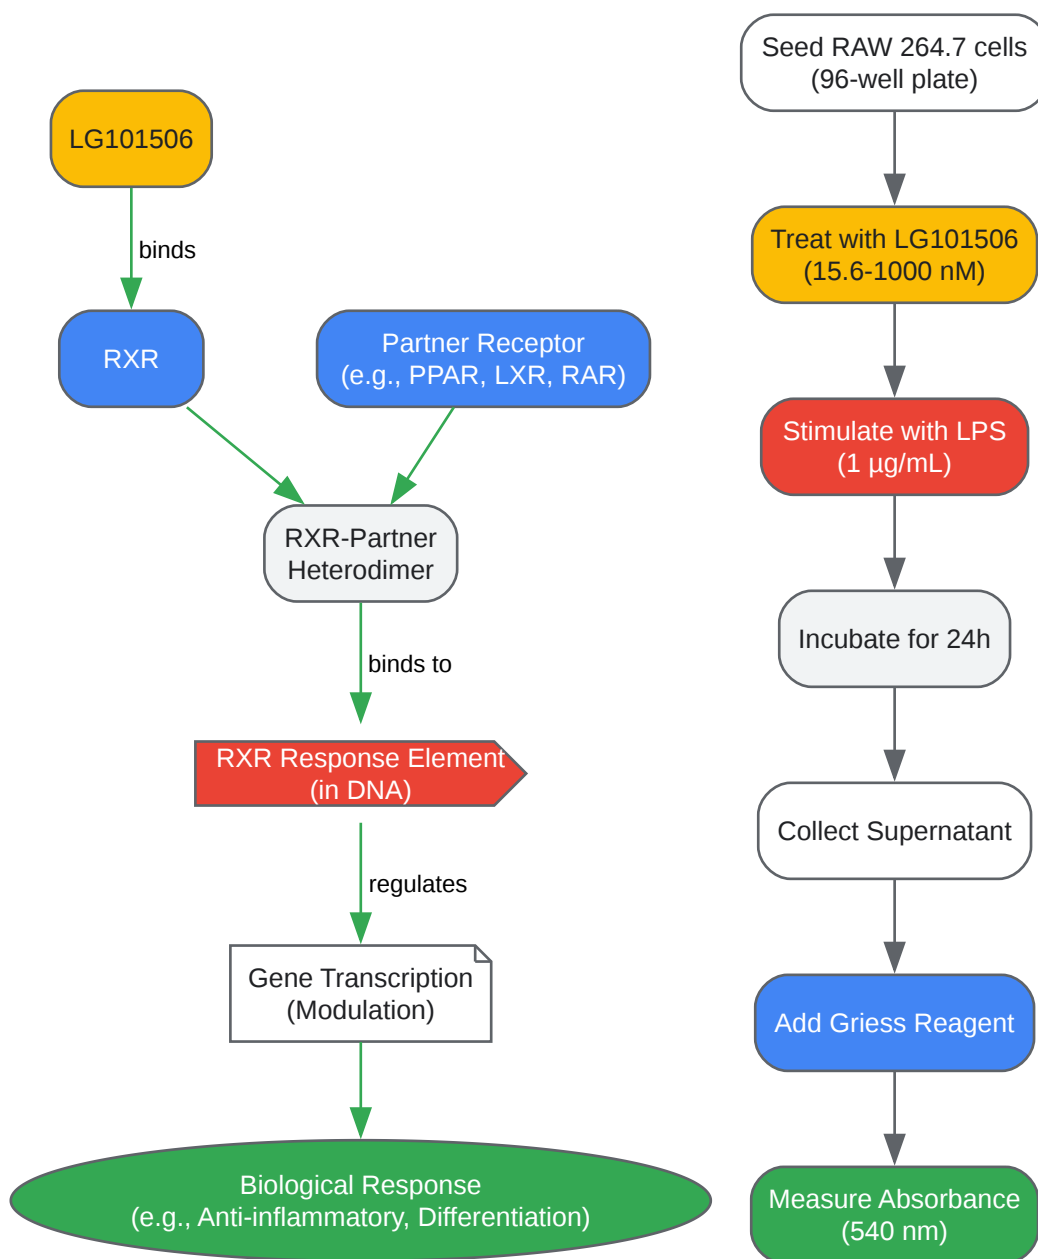 LG101506
binds
RXR
Partner Receptor
(e.g., PPAR, LXR, RAR)
RXR-Partner
Heterodimer
binds to
RXR Response Element
(in DNA)
regulates
Gene Transcription
(Modulation)
Biological Response
(e.g., Anti-inflammatory, Differentiation)
Seed RAW 264.7 cells
(96-well plate)
Treat with LG101506
(15.6-1000 nM)
Stimulate with LPS
(1 µg/mL)
Incubate for 24h
Collect Supernatant
Add Griess Reagent
Measure Absorbance
(540 nm)